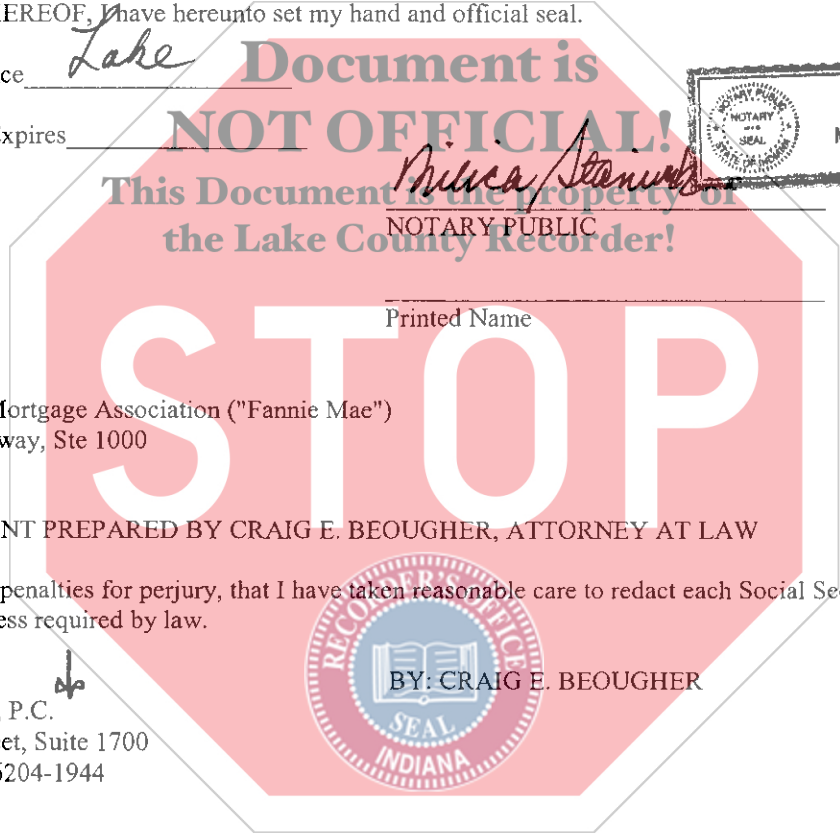 EREOF, I have hereunto set my hand and official seal.
ce Lake
Document is
xpires
NOT OFFICIAL!
NOTARY PUBLIC
NOTARY
SEAL
STATE OF INDIANA
Milica
This Document is the property of
NOTARY PUBLIC
the Lake County Recorder!
Printed Name
STOP
Mortgage Association ("Fannie Mae")
way, Ste 1000
NT PREPARED BY CRAIG E. BEOUGHER, ATTORNEY AT LAW
penalties for perjury, that I have taken reasonable care to redact each Social Se
ess required by law.
RECORDER'S OFFICE
SEAL
INDIANA
BY: CRAIG E. BEOUGHER
, P.C.
et, Suite 1700
5204-1944